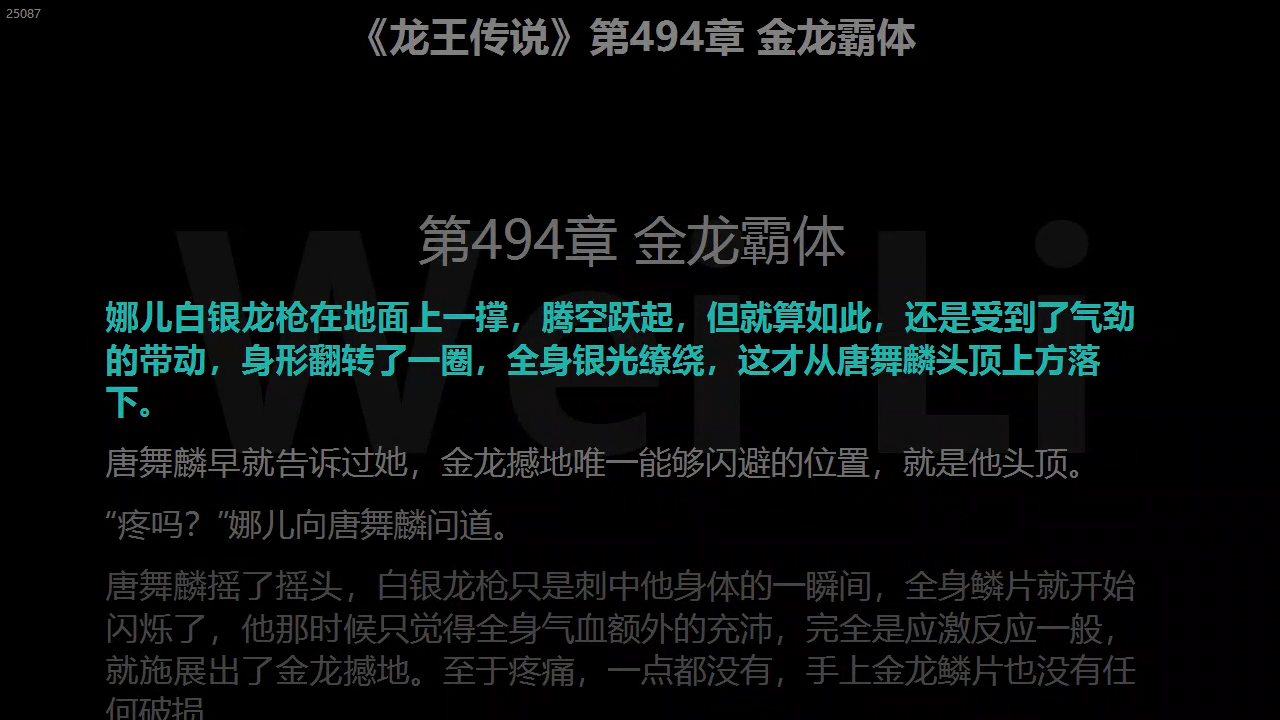 25087
《龙王传说》第494章 金龙霸体
Wei Li
第494章 金龙霸体
娜儿白银龙枪在地面上一撑，腾空跃起，但就算如此，还是受到了气劲
的带动，身形翻转了一圈，全身银光缭绕，这才从唐舞麟头顶上方落
下。
唐舞麟早就告诉过她，金龙撼地唯一能够闪避的位置，就是他头顶。
“疼吗？”娜儿向唐舞麟问道。
唐舞麟摇了摇头，白银龙枪只是刺中他身体的一瞬间，全身鳞片就开始
闪烁了，他那时候只觉得全身气血额外的充沛，完全是应激反应一般，
就施展出了金龙撼地。至于疼痛，一点都没有，手上金龙鳞片也没有任
何破损